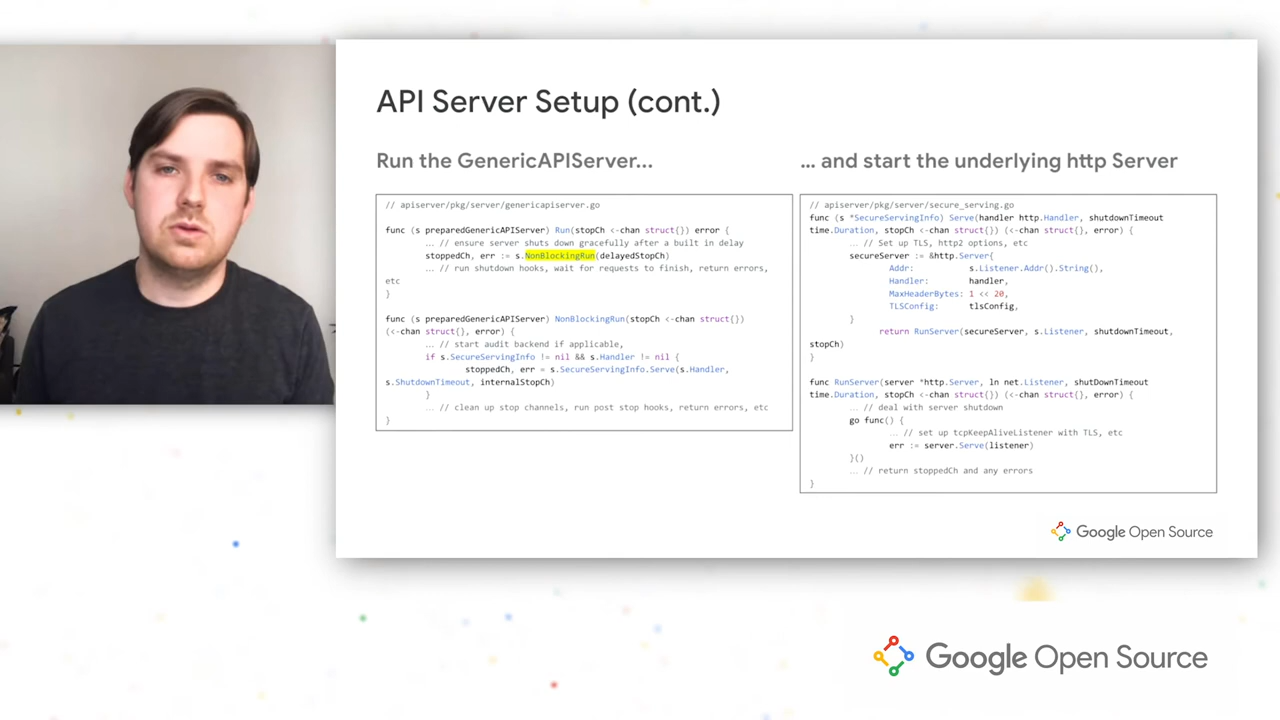 API Server Setup (cont.)
Run the GenericAPIServer...
// apiserver/pkg/server/genericapiserver.go
func (s preparedGenericAPIServer) Run(stopCh <-chan struct{}) error {
... // ensure server shuts down gracefully after a built in delay
stoppedCh, err := s.NonBlockingRun(delayedStopCh)
... // run shutdown hooks, wait for requests to finish, return errors,
etc
}
func (s preparedGenericAPIServer) NonBlockingRun(stopCh <-chan struct{})
(<-chan struct{}, error) {
... // start audit backend if applicable,
if s.SecureServingInfo != nil && s.Handler != nil {
stoppedCh, err = s.SecureServingInfo.Serve(s.Handler,
s.ShutdownTimeout, internalStopCh)
}
... // clean up stop channels, run post stop hooks, return errors, etc
}
... and start the underlying http Server
// apiserver/pkg/server/secure_serving.go
func (s *SecureServingInfo) Serve(handler http.Handler, shutdownTimeout
time.Duration, stopCh <-chan struct{}) (<-chan struct{}, error) {
... // Set up TLS, http2 options, etc
secureServer := &http.Server{
Addr: s.Listener.Addr().String(),
Handler: handler,
MaxHeaderBytes: 1 << 20,
TLSConfig: tlsConfig,
}
return RunServer(secureServer, s.Listener, shutdownTimeout,
stopCh)
}
func RunServer(server *http.Server, ln net.Listener, shutDownTimeout
time.Duration, stopCh <-chan struct{}) (<-chan struct{}, error) {
... // deal with server shutdown
go func() {
... // set up tcpKeepAliveListener with TLS, etc
err := server.Serve(listener)
}()
... // return stoppedCh and any errors
}
Google Open Source
Google Open Source